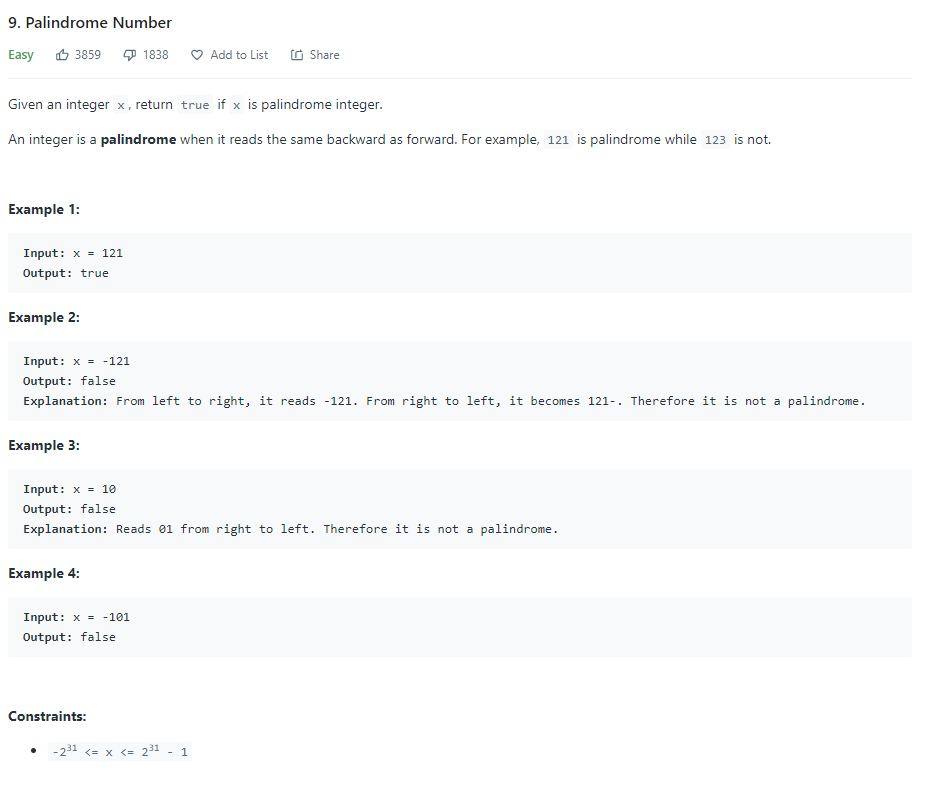 9. Palindrome Number
Easy 3859 1838 Add to List Share
Given an integer x, return true if x is palindrome integer.
An integer is a palindrome when it reads the same backward as forward. For example, 121 is palindrome while 123 is not.
Example 1:
Input: x = 121
Output: true
Example 2:
Input: x = -121
Output: false
Explanation: From left to right, it reads -121. From right to left, it becomes 121-. Therefore it is not a palindrome.
Example 3:
Input: x = 10
Output: false
Explanation: Reads 01 from right to left. Therefore it is not a palindrome.
Example 4:
Input: x = -101
Output: false
Constraints:
• -2³¹ <= x <= 2³¹ - 1